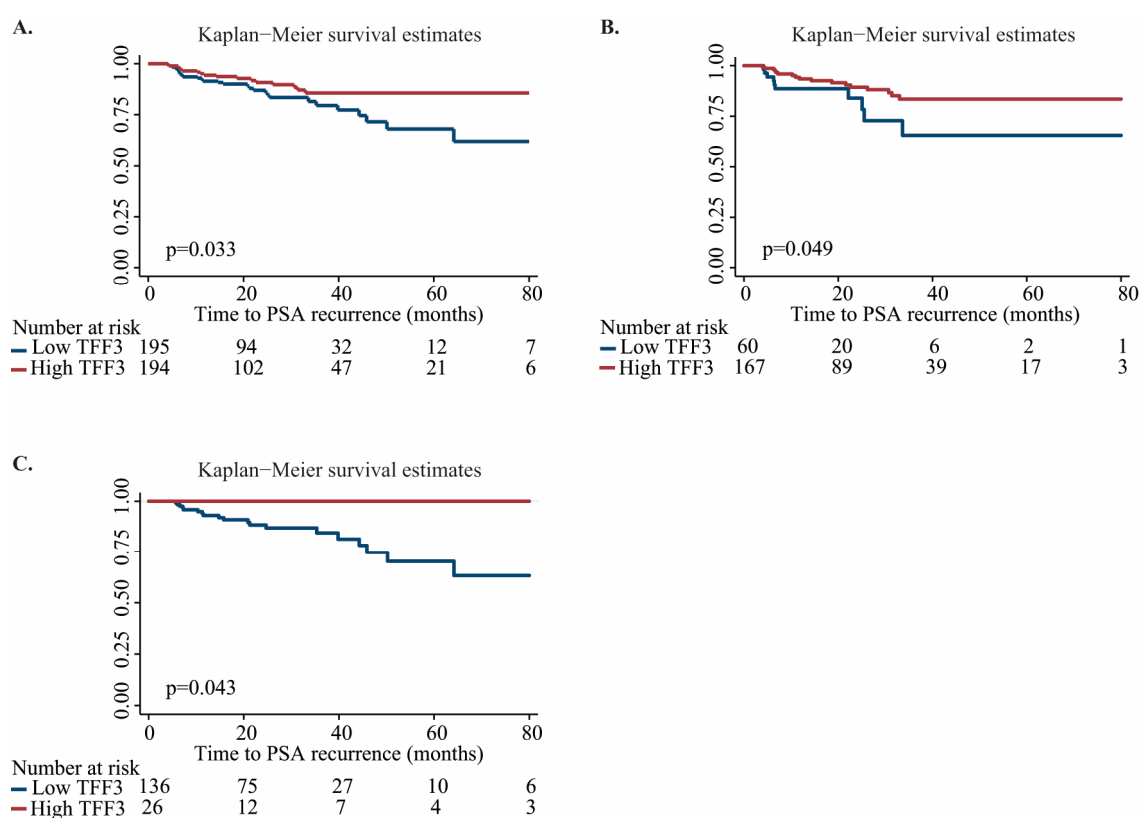 A.
Kaplan−Meier survival estimates
1.00
0.75
0.50
0.25
0.00
p=0.033
0 20 40 60 80
Time to PSA recurrence (months)
Number at risk
Low TFF3 195 94 32 12 7
High TFF3 194 102 47 21 6
B.
Kaplan−Meier survival estimates
1.00
0.75
0.50
0.25
0.00
p=0.049
0 20 40 60 80
Time to PSA recurrence (months)
Number at risk
Low TFF3 60 20 6 2 1
High TFF3 167 89 39 17 3
C.
Kaplan−Meier survival estimates
1.00
0.75
0.50
0.25
0.00
p=0.043
0 20 40 60 80
Time to PSA recurrence (months)
Number at risk
Low TFF3 136 75 27 10 6
High TFF3 26 12 7 4 3